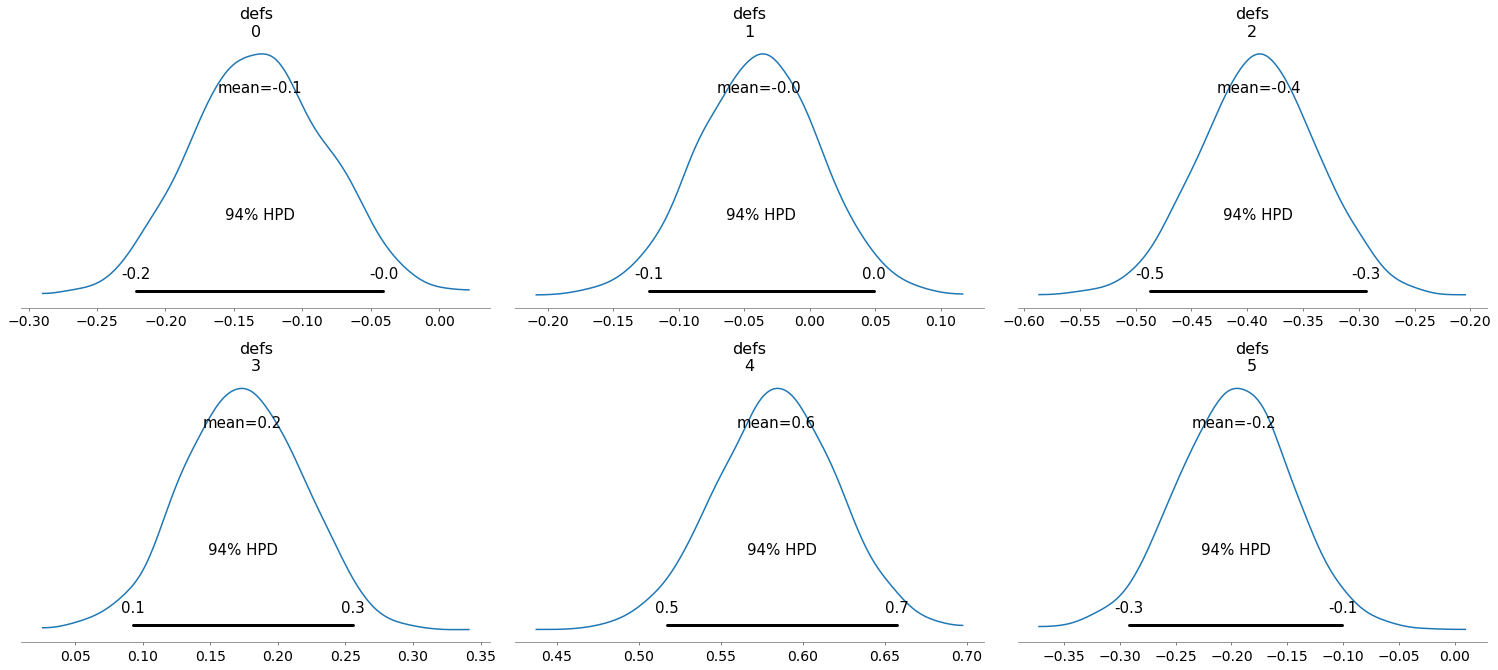 defs
0
mean=-0.1
94% HPD
-0.2 -0.0
−0.30 −0.25 −0.20 −0.15 −0.10 −0.05 0.00
defs
1
mean=-0.0
94% HPD
-0.1 0.0
−0.20 −0.15 −0.10 −0.05 0.00 0.05 0.10
defs
2
mean=-0.4
94% HPD
-0.5 -0.3
−0.60 −0.55 −0.50 −0.45 −0.40 −0.35 −0.30 −0.25 −0.20
defs
3
mean=0.2
94% HPD
0.1 0.3
0.05 0.10 0.15 0.20 0.25 0.30 0.35
defs
4
mean=0.6
94% HPD
0.5 0.7
0.45 0.50 0.55 0.60 0.65 0.70
defs
5
mean=-0.2
94% HPD
-0.3 -0.1
−0.35 −0.30 −0.25 −0.20 −0.15 −0.10 −0.05 0.00